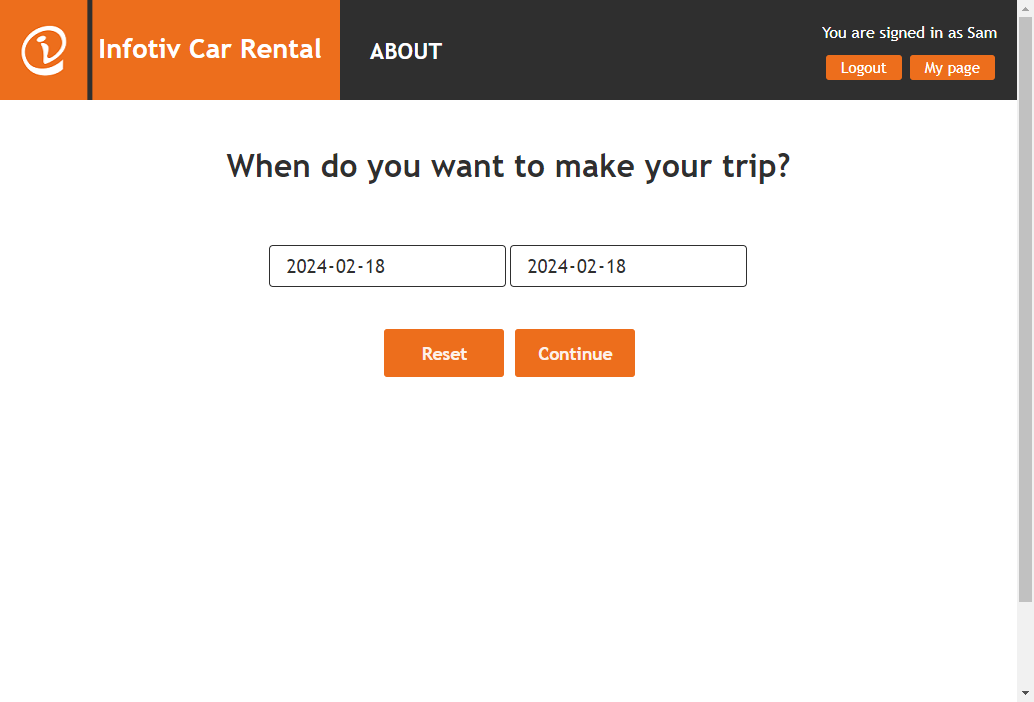 Infotiv Car Rental
ABOUT
You are signed in as Sam
Logout
My page
When do you want to make your trip?
2024-02-18
2024-02-18
Reset
Continue